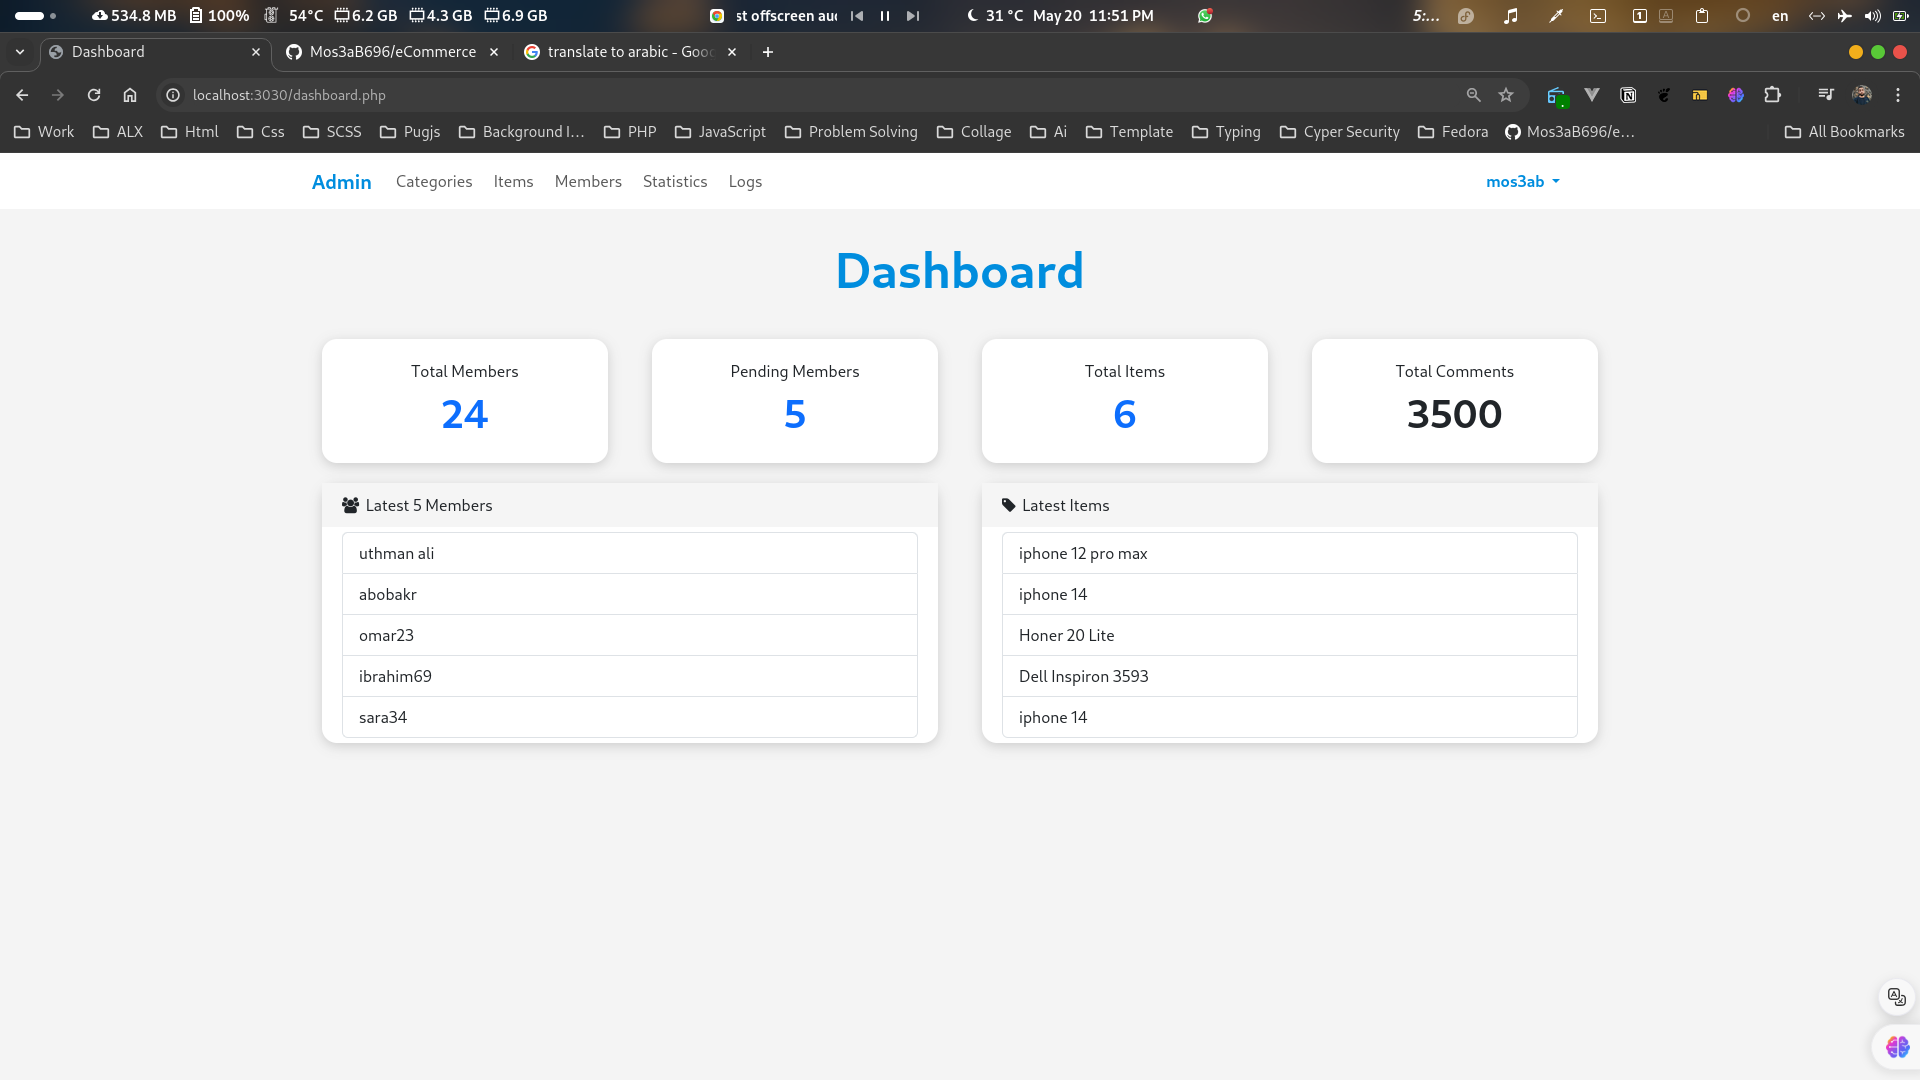 534.8 MB 100% 54°C 6.2 GB 4.3 GB 6.9 GB st offscreen 31 °C May 20 11:51 PM 5:... 1 A en
Dashboard Mos3aB696/eCommerce translate to arabic - Goo
localhost:3030/dashboard.php
Work ALX Html Css SCSS Pugjs Background I... PHP JavaScript Problem Solving Collage Ai Template Typing Cyper Security Fedora Mos3aB696/e... All Bookmarks
Admin Categories Items Members Statistics Logs mos3ab
Dashboard
Total Members Pending Members Total Items Total Comments
24 5 6 3500
Latest 5 Members
uthman ali
abobakr
omar23
ibrahim69
sara34
Latest Items
iphone 12 pro max
iphone 14
Honer 20 Lite
Dell Inspiron 3593
iphone 14